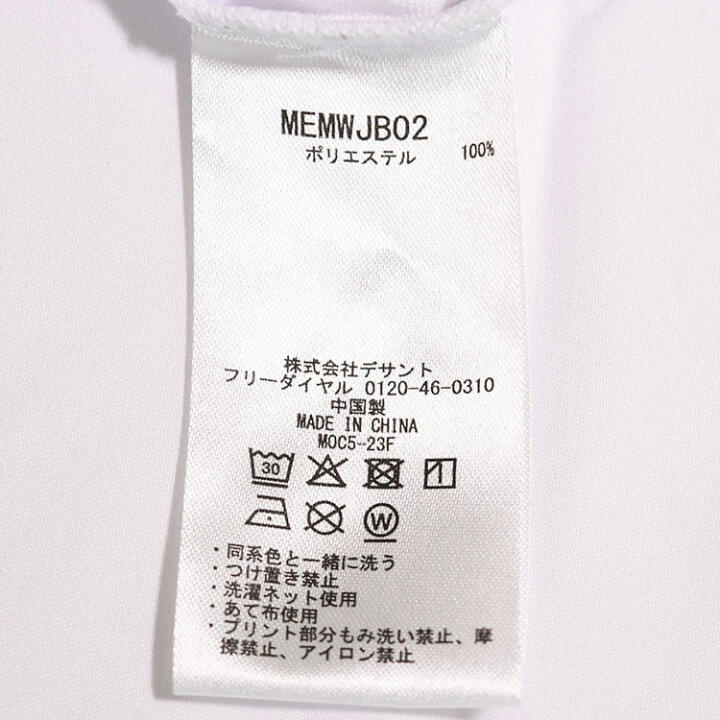 MEMWJB02
ポリエステル 100%
株式会社デサント
フリーダイヤル 0120-46-0310
中国製
MADE IN CHINA
MOC5-23F
30
W
・同系色と一緒に洗う
・つけ置き禁止
・洗濯ネット使用
・あて布使用
・プリント部分もみ洗い禁止、摩
擦禁止、アイロン禁止